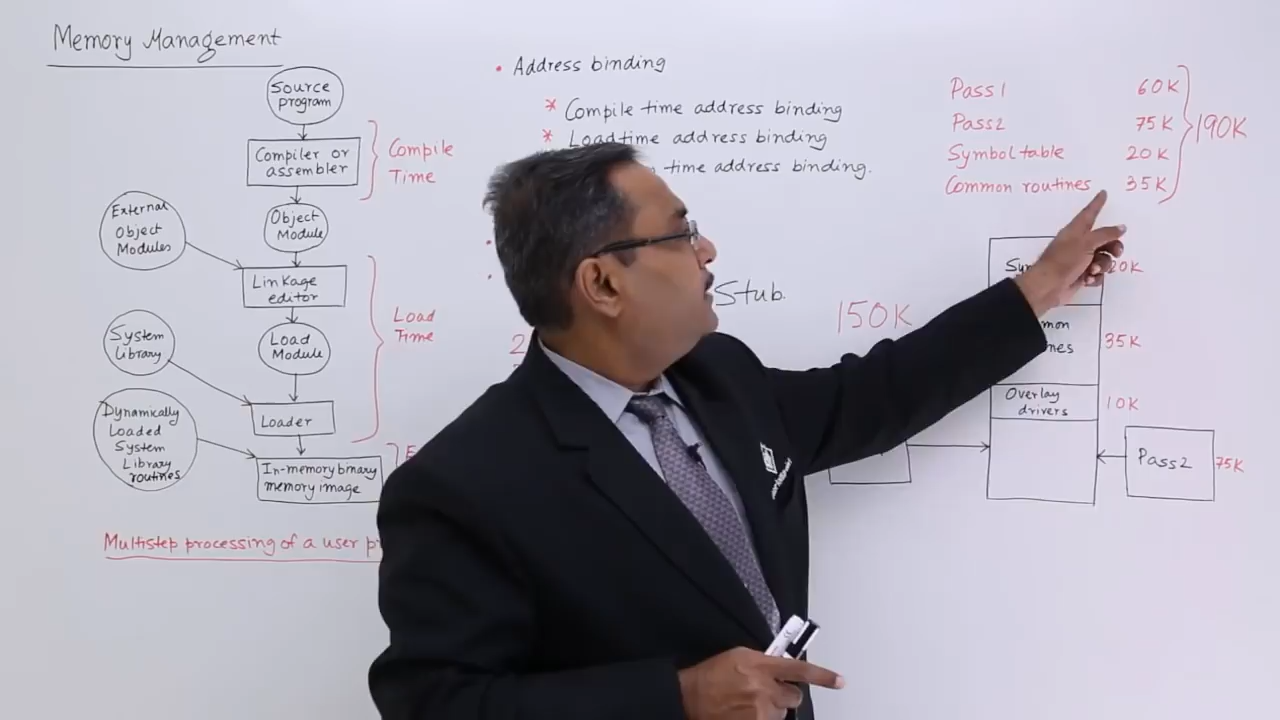 Memory Management
Source
program
Compiler or
assembler
Compile
Time
External
Object
Modules
Object
Module
Linkage
editor
System
Library
Load
Module
Load
Time
Dynamically
Loaded
System
Library
routines
Loader
In-memory binary
memory image
Multistep processing of a user
• Address binding
* Compile time address binding
* Load time address binding
time address binding.
Stub.
150K
Pass1 60K
Pass2 75K
Symbol table 20K
Common routines 35K
190K
20K
35K
Overlay
drivers
10K
Pass2
75K